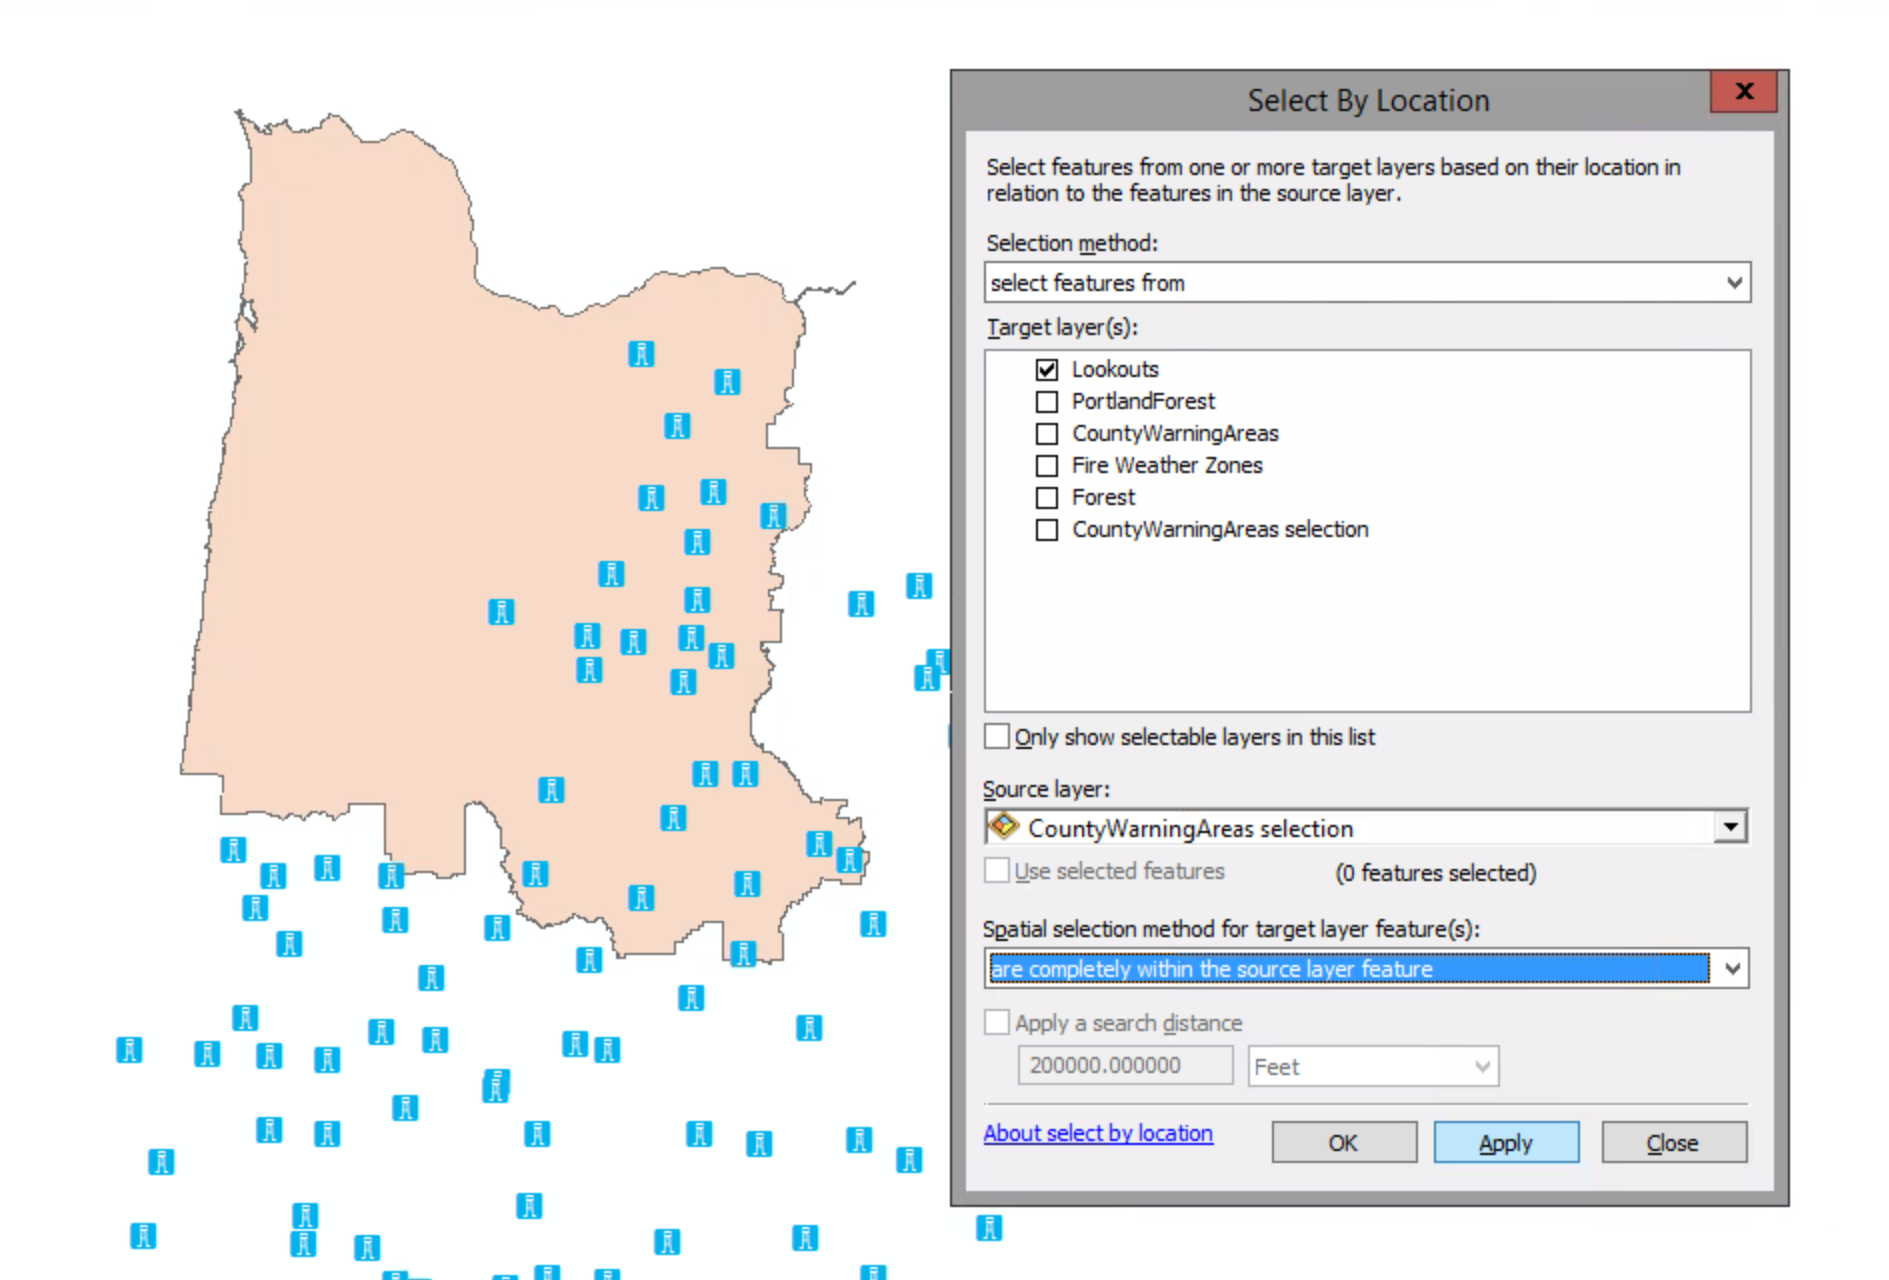 Select By Location
X
Select features from one or more target layers based on their location in
relation to the features in the source layer.
Selection method:
select features from
Target layer(s):
Lookouts
PortlandForest
CountyWarningAreas
Fire Weather Zones
Forest
CountyWarningAreas selection
Only show selectable layers in this list
Source layer:
CountyWarningAreas selection
Use selected features (0 features selected)
Spatial selection method for target layer feature(s):
are completely within the source layer feature
Apply a search distance
200000.000000 Feet
About select by location OK Apply Close